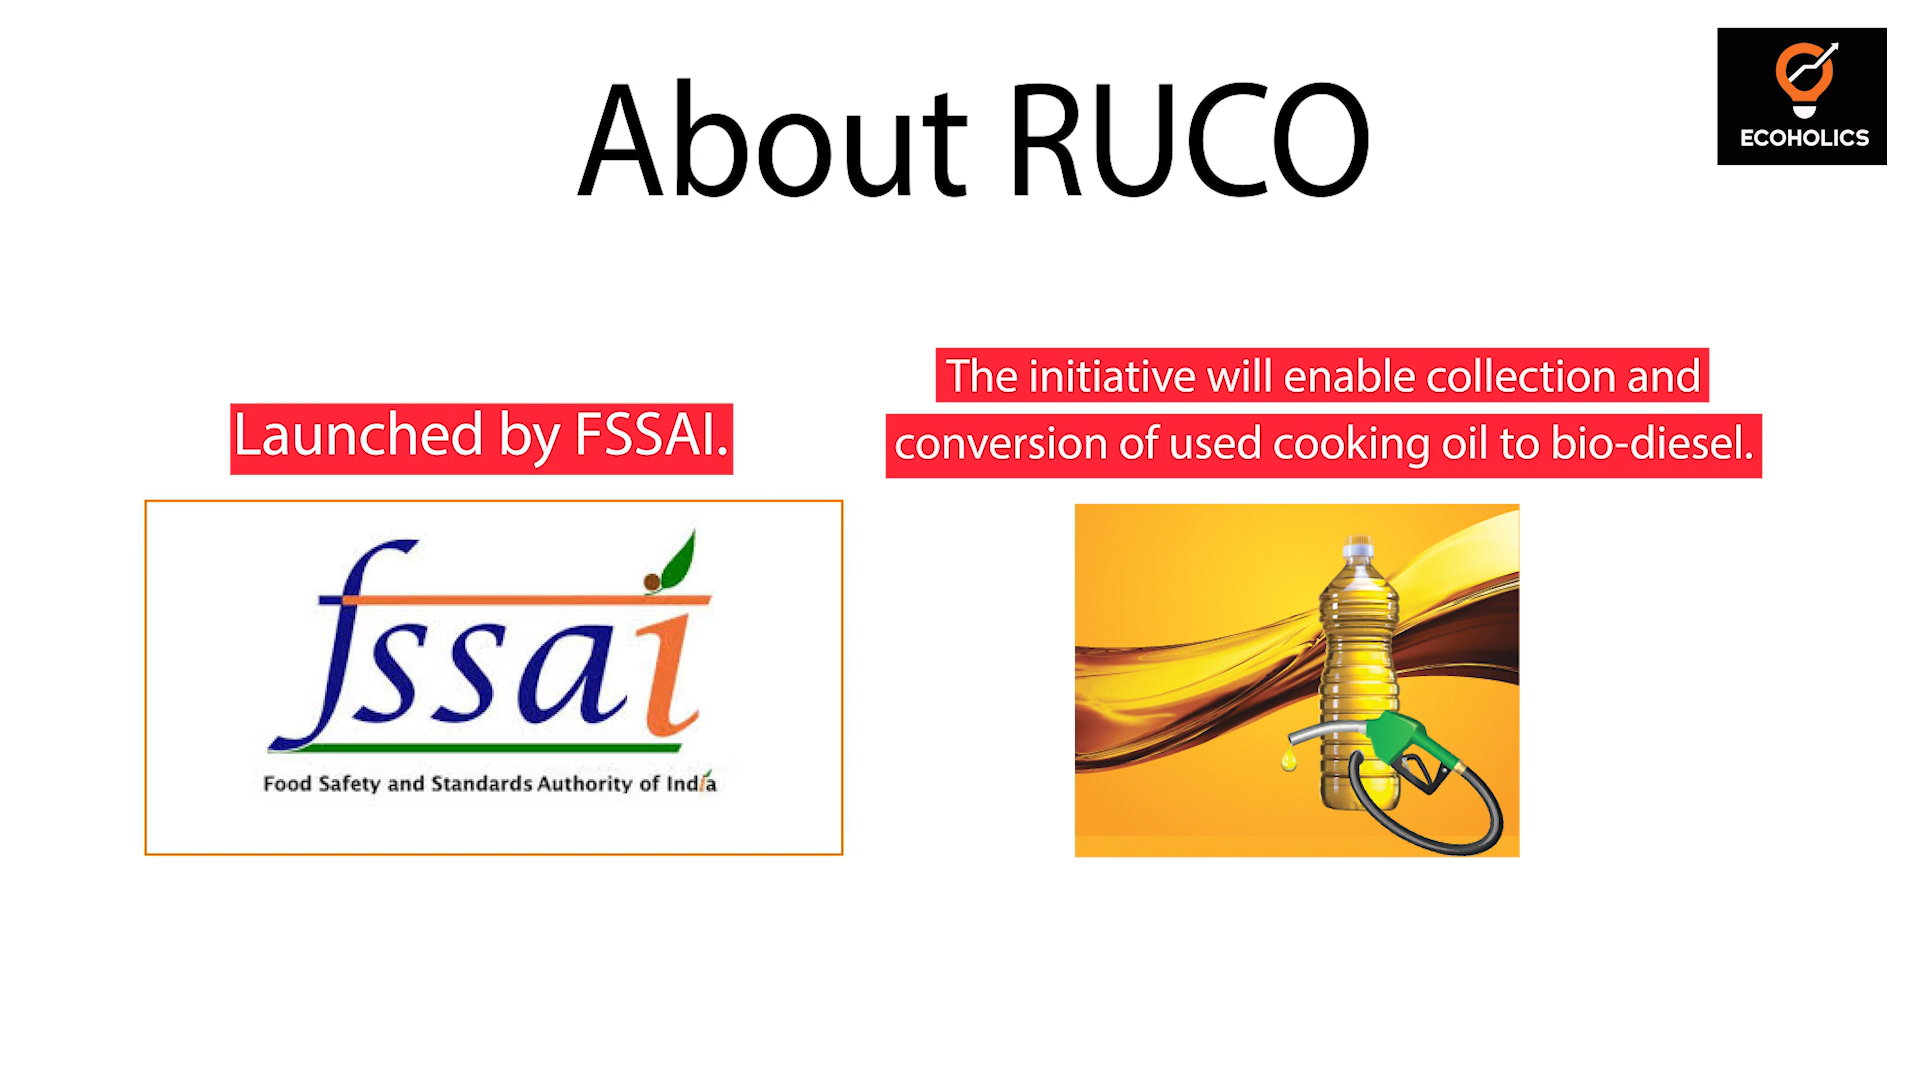 About RUCO
ECOHOLICS
Launched by FSSAI.
fssai
Food Safety and Standards Authority of India
The initiative will enable collection and
conversion of used cooking oil to bio-diesel.